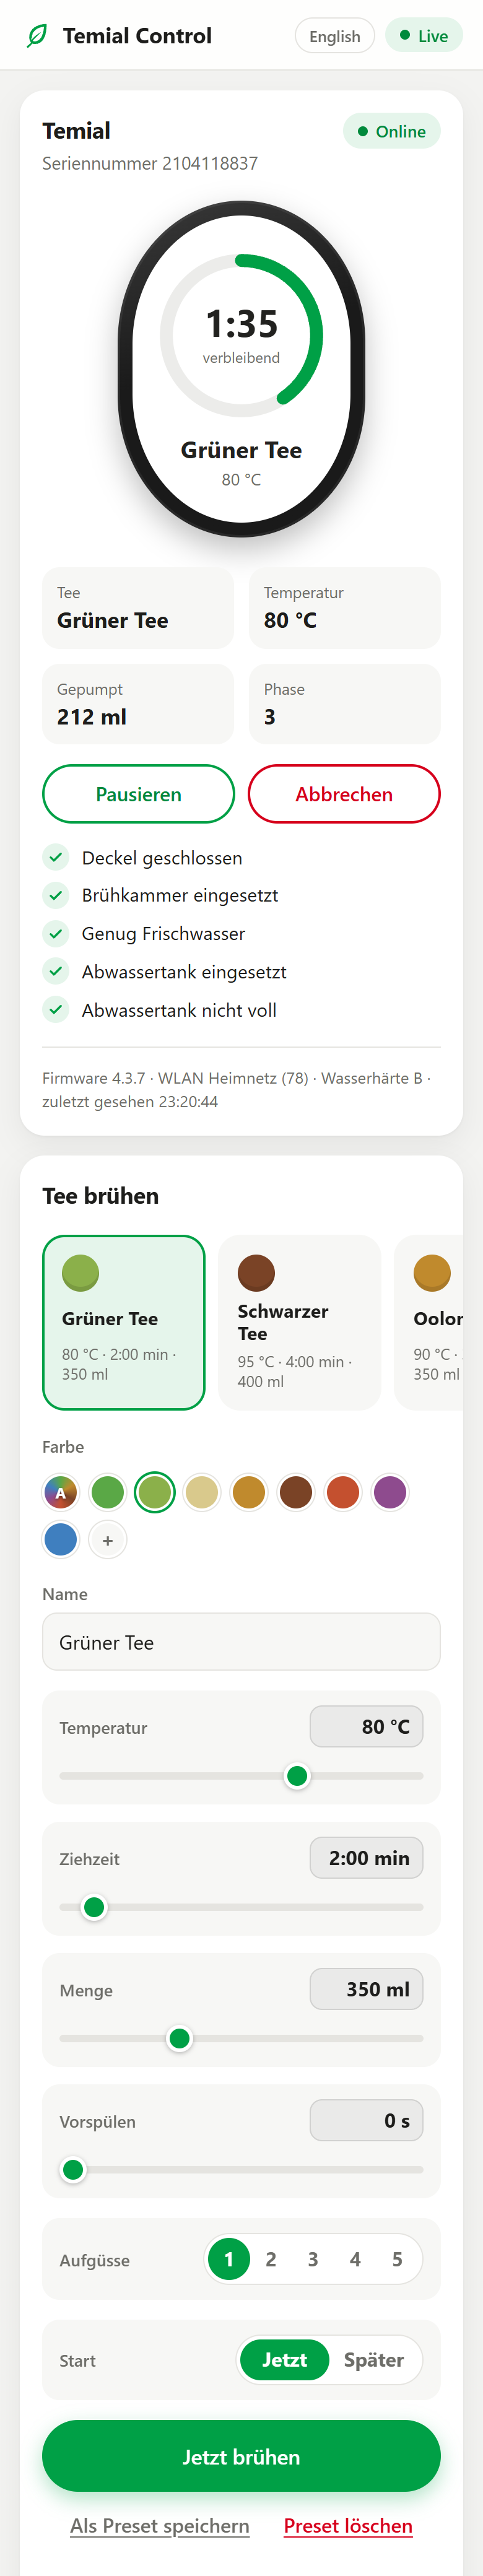 Temial Control
English
Live
Temial
Online
Seriennummer 2104118837
1:35
verbleibend
Grüner Tee
80 °C
Tee
Grüner Tee
Temperatur
80 °C
Gepumpt
212 ml
Phase
3
Pausieren
Abbrechen
Deckel geschlossen
Brühkammer eingesetzt
Genug Frischwasser
Abwassertank eingesetzt
Abwassertank nicht voll
Firmware 4.3.7 · WLAN Heimnetz (78) · Wasserhärte B ·
zuletzt gesehen 23:20:44
Tee brühen
Grüner Tee
80 °C · 2:00 min ·
350 ml
Schwarzer
Tee
95 °C · 4:00 min ·
400 ml
90 °C ·
350 ml
Farbe
A
+
Name
Grüner Tee
Temperatur
80 °C
Ziehzeit
2:00 min
Menge
350 ml
Vorspülen
0 s
Aufgüsse
1 2 3 4 5
Start
Jetzt
Später
Jetzt brühen
Als Preset speichern
Preset löschen